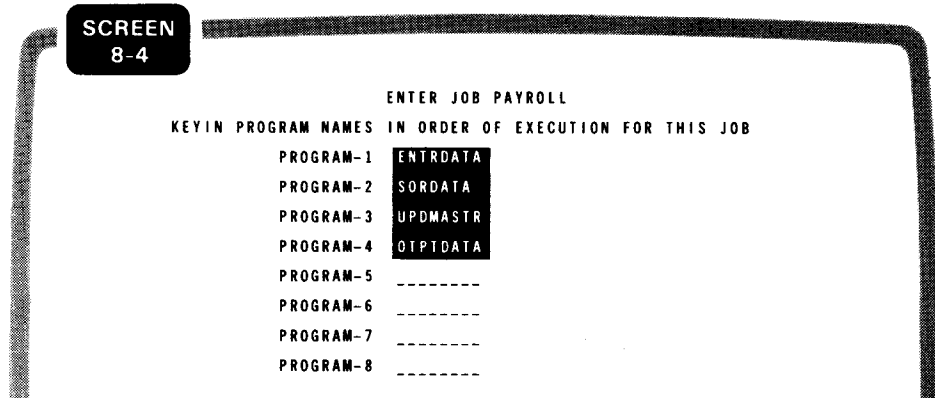 SCREEN
8-4
ENTER JOB PAYROLL
KEYIN PROGRAM NAMES IN ORDER OF EXECUTION FOR THIS JOB
PROGRAM-1 ENTRDATA
PROGRAM-2 SORDATA
PROGRAM-3 UPDMASTR
PROGRAM-4 OTPTDATA
PROGRAM-5 ________
PROGRAM-6 ________
PROGRAM-7 ________
PROGRAM-8 ________